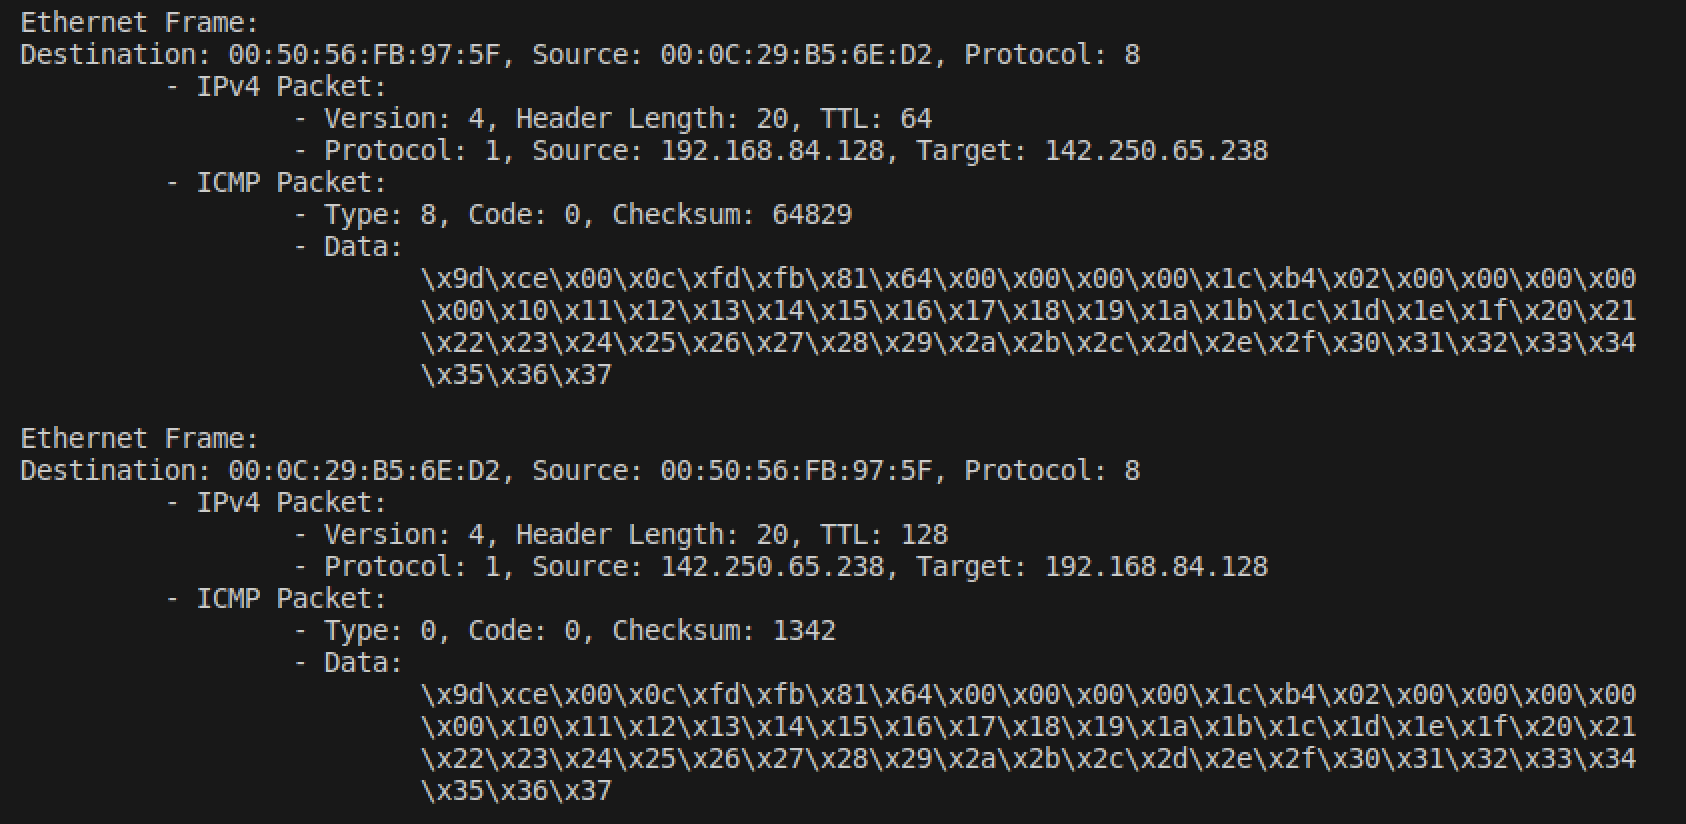 Ethernet Frame:
Destination: 00:50:56:FB:97:5F, Source: 00:0C:29:B5:6E:D2, Protocol: 8
- IPv4 Packet:
- Version: 4, Header Length: 20, TTL: 64
- Protocol: 1, Source: 192.168.84.128, Target: 142.250.65.238
- ICMP Packet:
- Type: 8, Code: 0, Checksum: 64829
- Data:
\x9d\xce\x00\x0c\xfd\xfb\x81\x64\x00\x00\x00\x00\x1c\xb4\x02\x00\x00\x00\x00
\x00\x10\x11\x12\x13\x14\x15\x16\x17\x18\x19\x1a\x1b\x1c\x1d\x1e\x1f\x20\x21
\x22\x23\x24\x25\x26\x27\x28\x29\x2a\x2b\x2c\x2d\x2e\x2f\x30\x31\x32\x33\x34
\x35\x36\x37
Ethernet Frame:
Destination: 00:0C:29:B5:6E:D2, Source: 00:50:56:FB:97:5F, Protocol: 8
- IPv4 Packet:
- Version: 4, Header Length: 20, TTL: 128
- Protocol: 1, Source: 142.250.65.238, Target: 192.168.84.128
- ICMP Packet:
- Type: 0, Code: 0, Checksum: 1342
- Data:
\x9d\xce\x00\x0c\xfd\xfb\x81\x64\x00\x00\x00\x00\x1c\xb4\x02\x00\x00\x00\x00
\x00\x10\x11\x12\x13\x14\x15\x16\x17\x18\x19\x1a\x1b\x1c\x1d\x1e\x1f\x20\x21
\x22\x23\x24\x25\x26\x27\x28\x29\x2a\x2b\x2c\x2d\x2e\x2f\x30\x31\x32\x33\x34
\x35\x36\x37